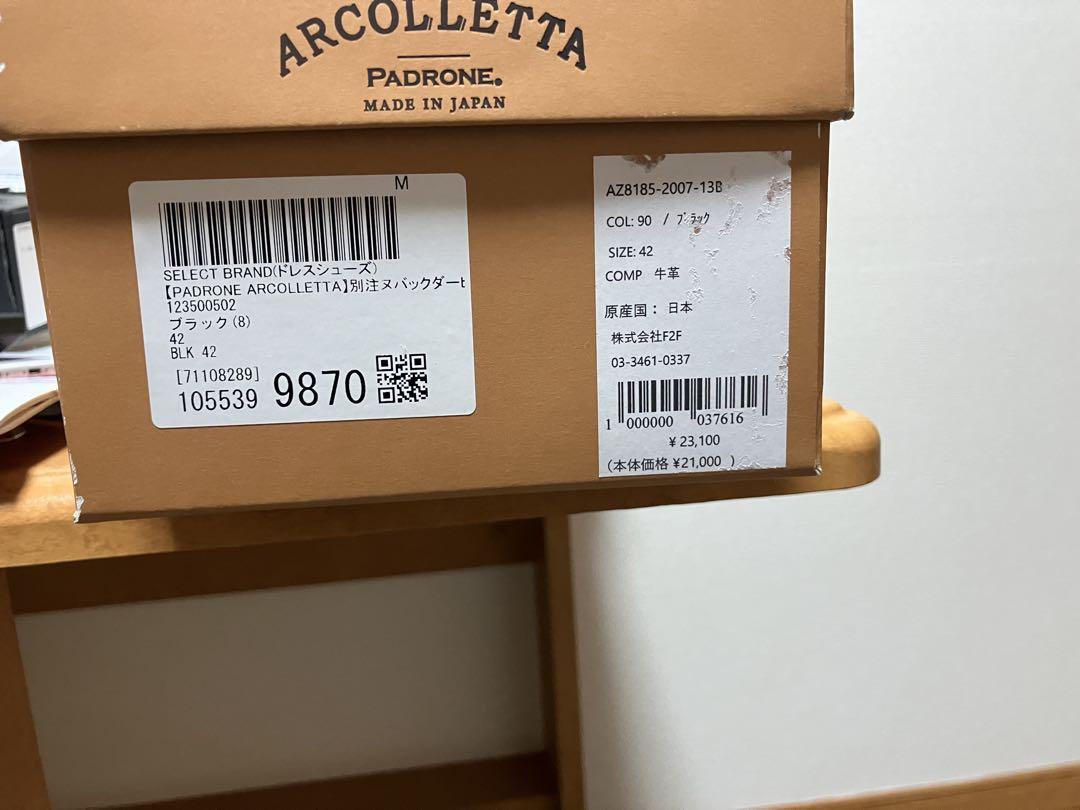 ARCOLLETTA
PADRONE.
MADE IN JAPAN
M
SELECT BRAND(ドレスシューズ)
【PADRONE ARCOLLETTA】別注ヌバックダーヒ
123500502
ブラック(8)
42
BLK 42
[71108289]
105539 9870
AZ8185-2007-13B
COL: 90 / ブラック
SIZE: 42
COMP 牛革
原産国： 日本
株式会社F2F
03-3461-0337
1 000000 037616
¥ 23,100
(本体価格 ¥21,000 )